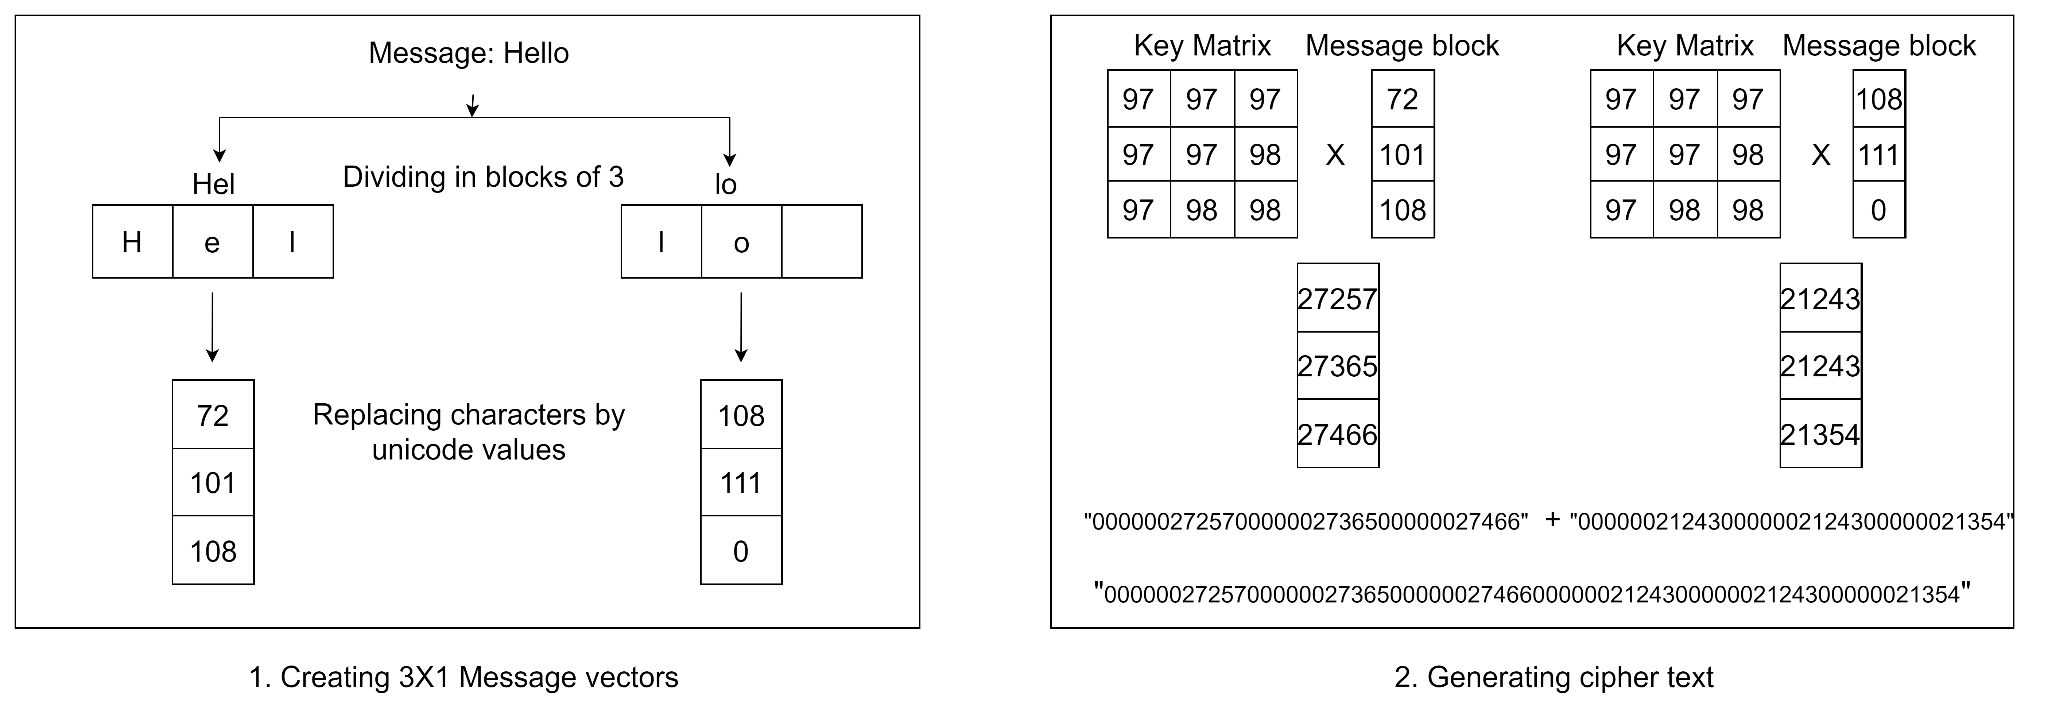 Message: Hello
Dividing in blocks of 3
Hel
lo
H e l
l o
72
101
108
Replacing characters by
unicode values
108
111
0
1. Creating 3X1 Message vectors
Key Matrix Message block
97 97 97 72
97 97 98 X 101
97 98 98 108
27257
27365
27466
Key Matrix Message block
97 97 97 108
97 97 98 X 111
97 98 98 0
21243
21243
21354
"000000272570000002736500000027466" + "000000212430000002124300000021354"
"000000272570000002736500000027466000000212430000002124300000021354"
2. Generating cipher text